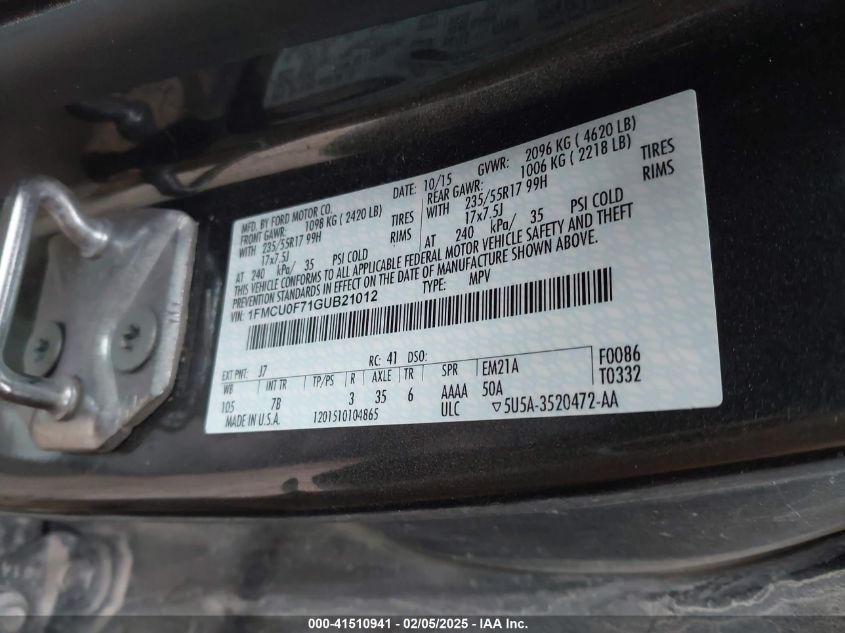 MFD. BY FORD MOTOR CO. DATE: 10/15 GVWR: 2096 KG ( 4620 LB)
FRONT GAWR: 1098 KG ( 2420 LB) REAR GAWR: 1006 KG ( 2218 LB)
WITH 235/55R17 99H TIRES WITH 235/55R17 99H TIRES
17x7.5J RIMS 17x7.5J RIMS
AT 240 kPa/ 35 PSI COLD AT 240 kPa/ 35 PSI COLD
THIS VEHICLE CONFORMS TO ALL APPLICABLE FEDERAL MOTOR VEHICLE SAFETY AND THEFT
PREVENTION STANDARDS IN EFFECT ON THE DATE OF MANUFACTURE SHOWN ABOVE.
VIN: 1FMCU0F71GUB21012 TYPE: MPV
EXT PNT: J7 RC: 41 DSO: F0086
WB INT TR TP/PS R AXLE TR SPR EM21A T0332
105 7B 3 35 6 AAAA 50A
MADE IN U.S.A. 1201510104865 ULC ▽5U5A-3520472-AA
000-41510941 - 02/05/2025 - IAA Inc.